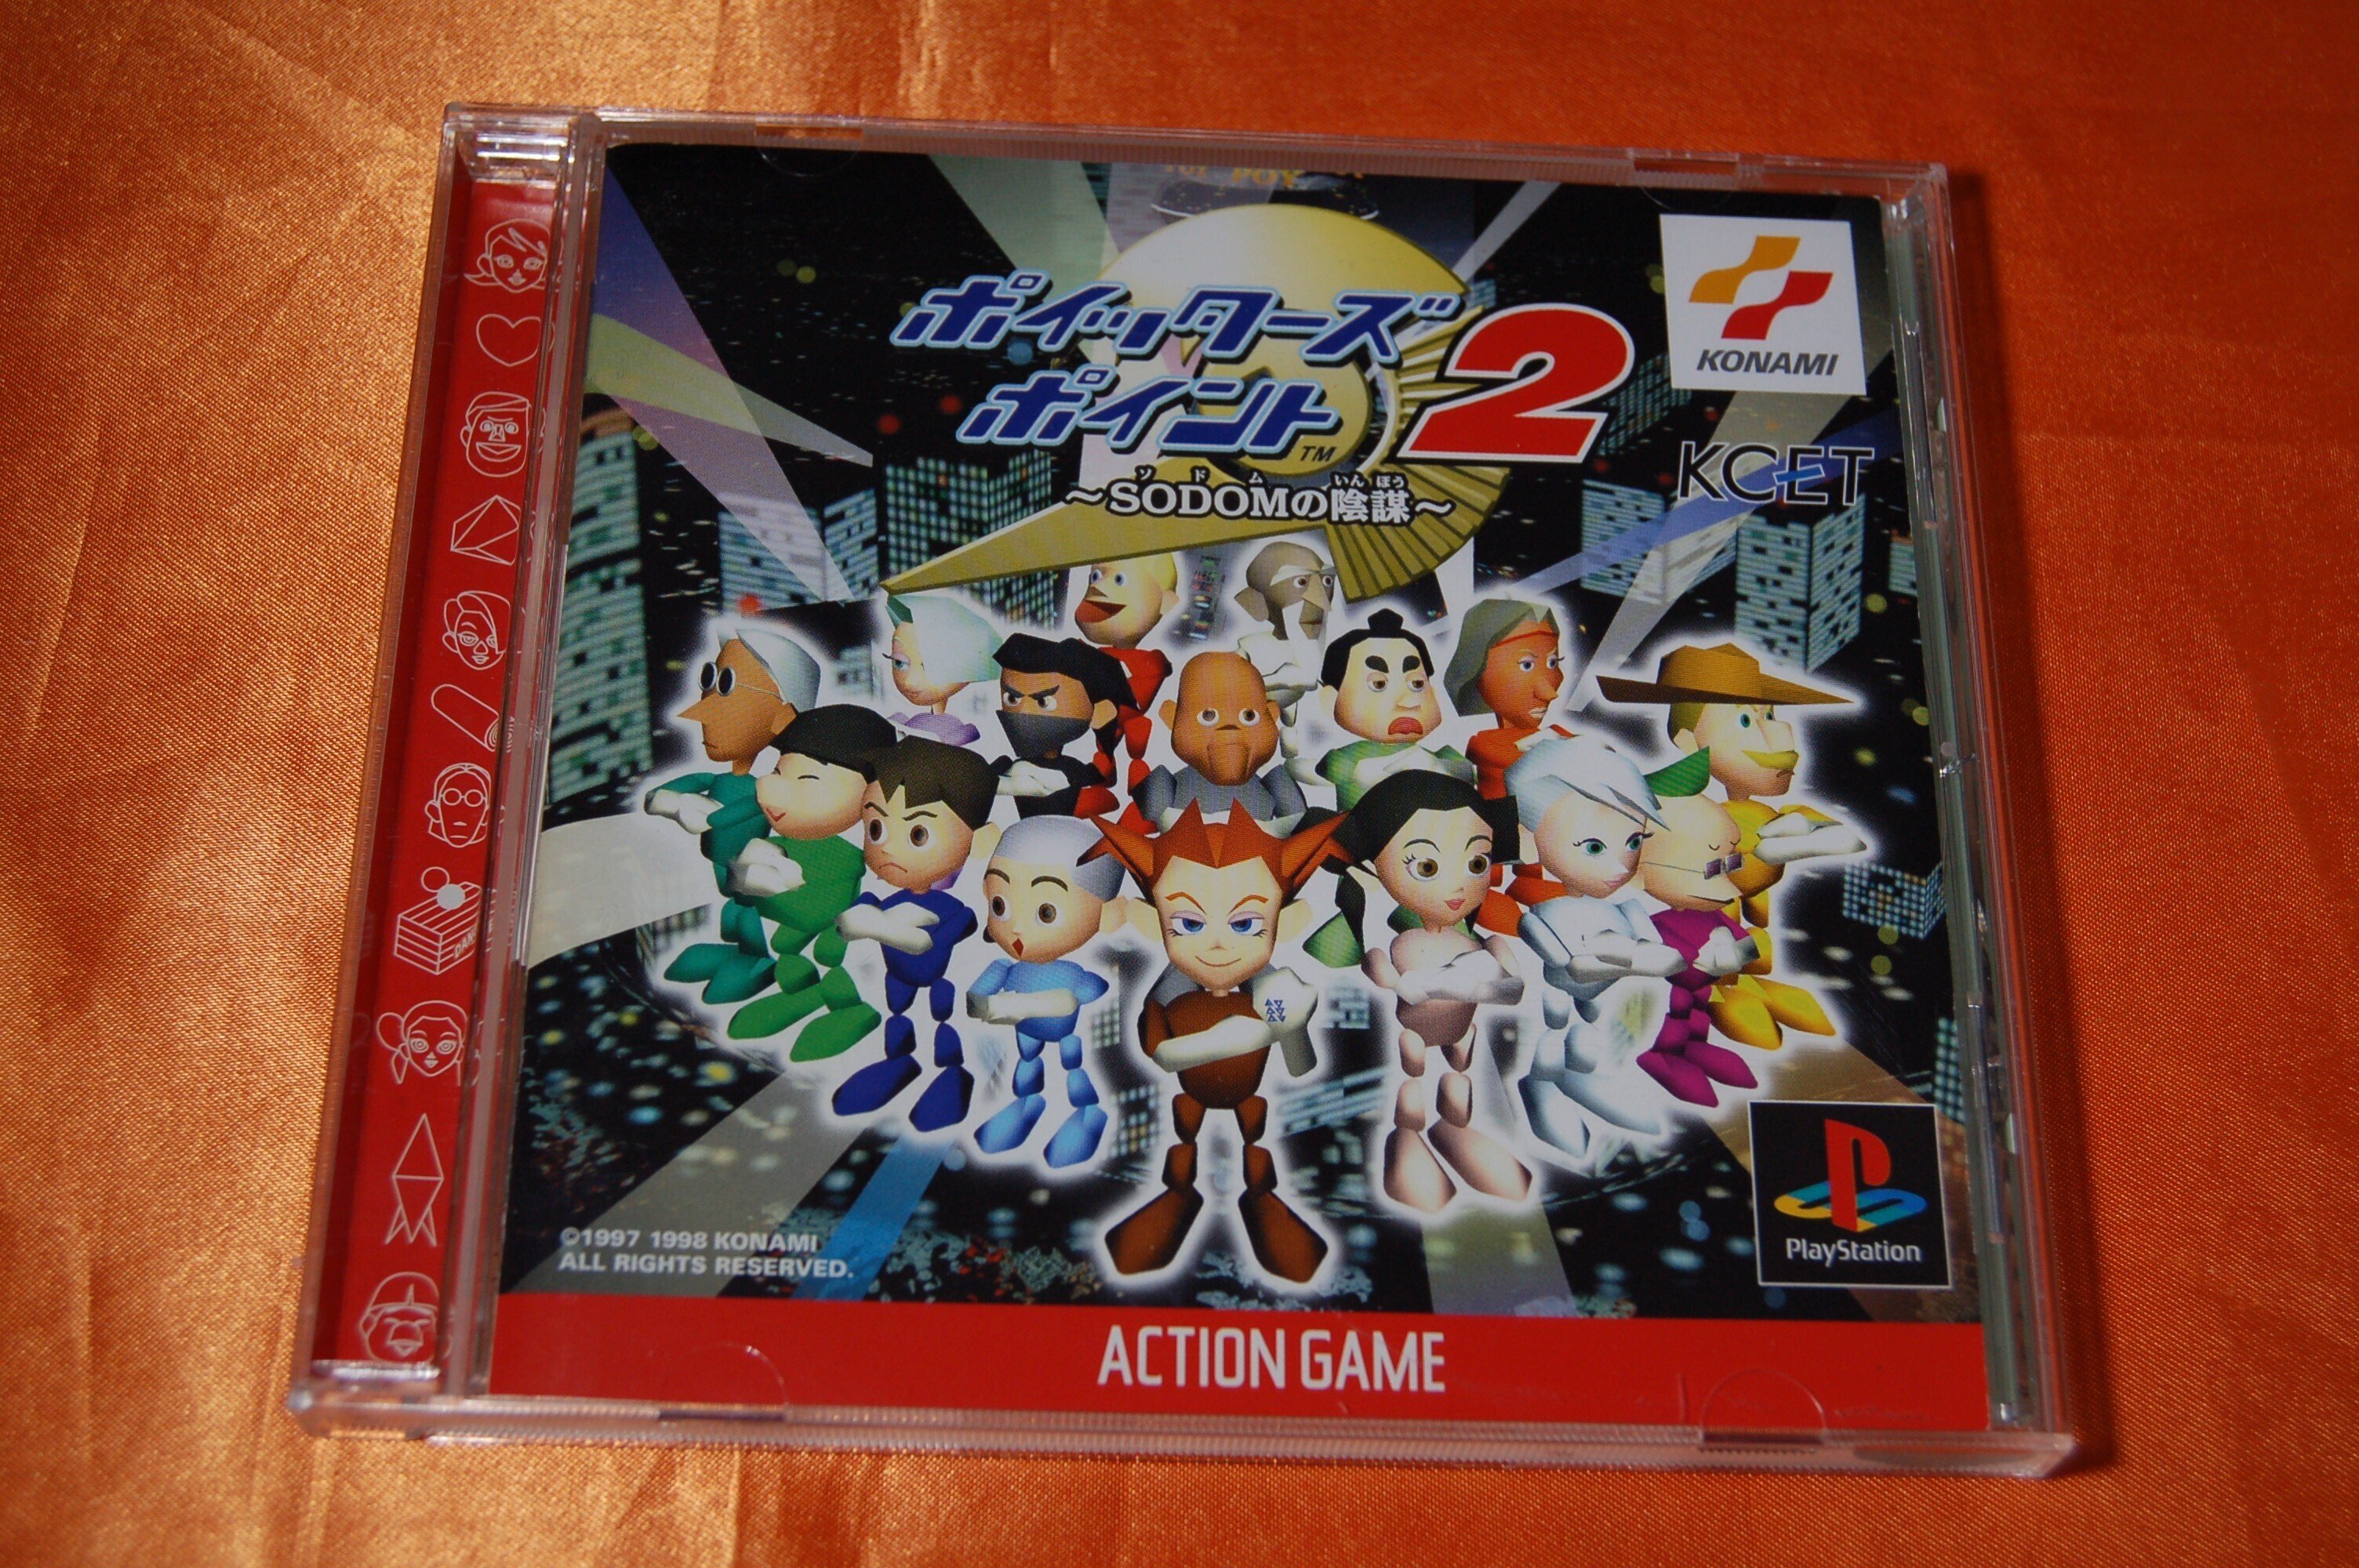 ポイッターズ
ポイント2
TM
ソドム いんぼう
～SODOMの陰謀～
KONAMI
KCET
©1997 1998 KONAMI
ALL RIGHTS RESERVED.
PlayStation
ACTION GAME